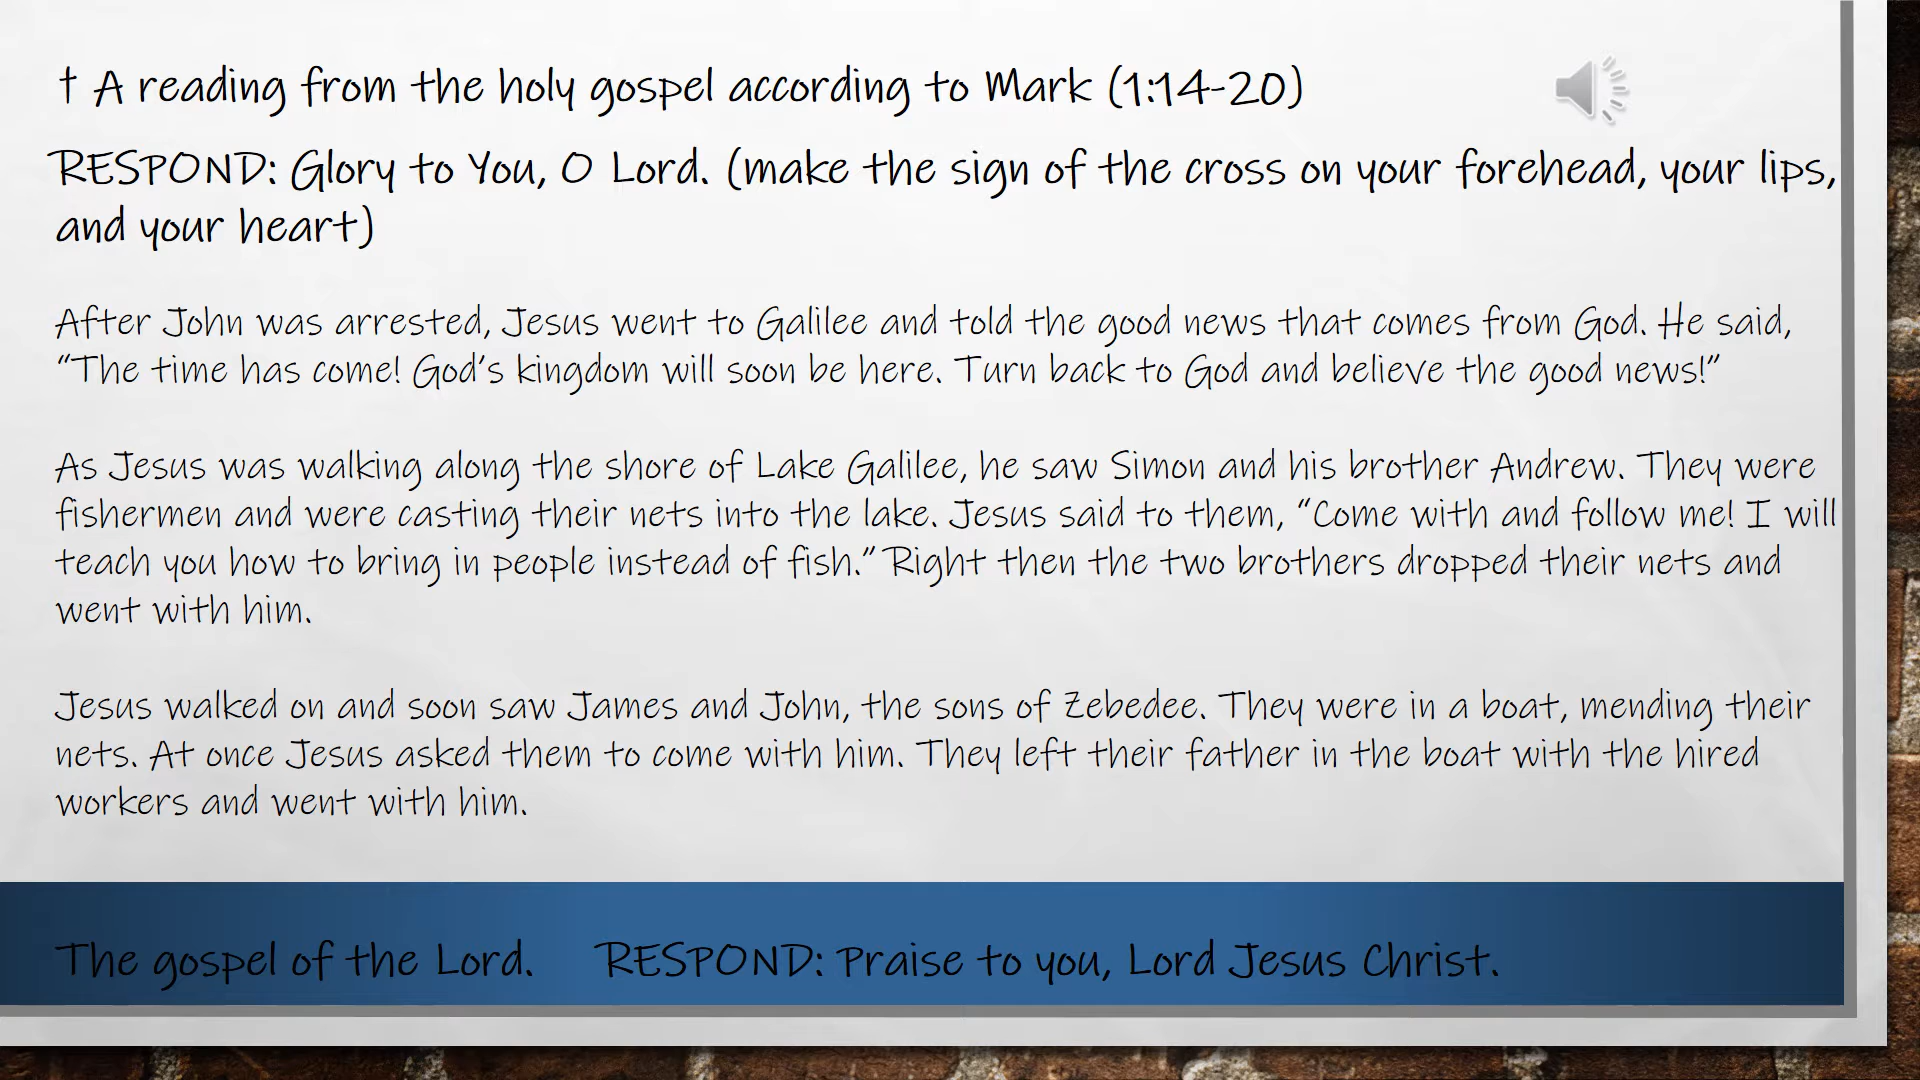 † A reading from the holy gospel according to Mark (1:14-20)
RESPOND: Glory to You, O Lord. (make the sign of the cross on your forehead, your lips,
and your heart)
After John was arrested, Jesus went to Galilee and told the good news that comes from God. He said,
“The time has come! God’s kingdom will soon be here. Turn back to God and believe the good news!”
As Jesus was walking along the shore of Lake Galilee, he saw Simon and his brother Andrew. They were
fishermen and were casting their nets into the lake. Jesus said to them, “Come with and follow me! I will
teach you how to bring in people instead of fish.” Right then the two brothers dropped their nets and
went with him.
Jesus walked on and soon saw James and John, the sons of Zebedee. They were in a boat, mending their
nets. At once Jesus asked them to come with him. They left their father in the boat with the hired
workers and went with him.
The gospel of the Lord. RESPOND: Praise to you, Lord Jesus Christ.